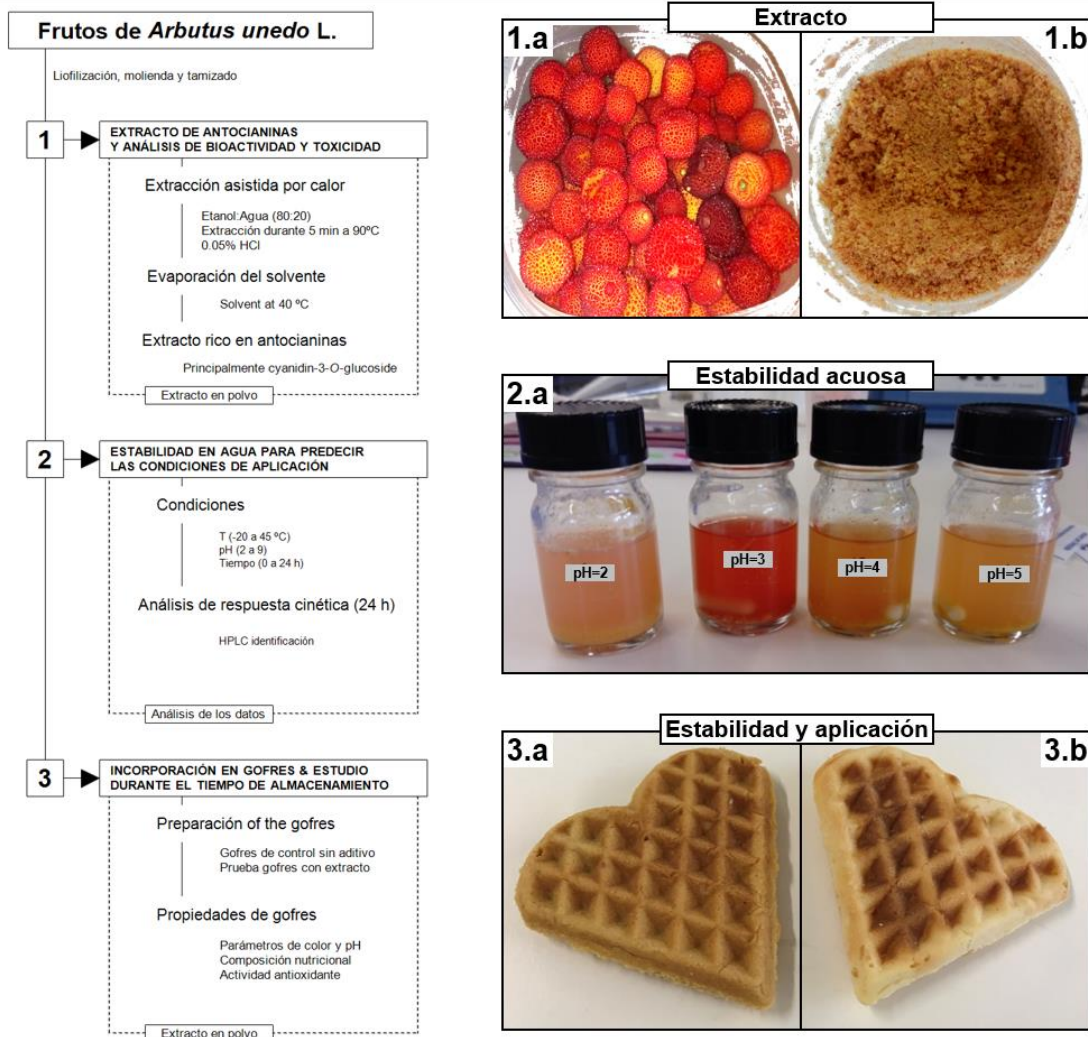 Frutos de Arbutus unedo L.
Liofilización, molienda y tamizado
1
EXTRACTO DE ANTOCIANINAS
Y ANÁLISIS DE BIOACTIVIDAD Y TOXICIDAD
Extracción asistida por calor
Etanol:Agua (80:20)
Extracción durante 5 min a 90ºC
0.05% HCl
Evaporación del solvente
Solvent at 40 ºC
Extracto rico en antocianinas
Principalmente cyanidin-3-O-glucoside
Extracto en polvo
2
ESTABILIDAD EN AGUA PARA PREDECIR
LAS CONDICIONES DE APLICACIÓN
Condiciones
T (-20 a 45 ºC)
pH (2 a 9)
Tiempo (0 a 24 h)
Análisis de respuesta cinética (24 h)
HPLC identificación
Análisis de los datos
3
INCORPORACIÓN EN GOFRES & ESTUDIO
DURANTE EL TIEMPO DE ALMACENAMIENTO
Preparación of the gofres
Gofres de control sin aditivo
Prueba gofres con extracto
Propiedades de gofres
Parámetros de color y pH
Composición nutricional
Actividad antioxidante
Extracto en polvo
Extracto
1.a
1.b
Estabilidad acuosa
2.a
pH=2
pH=3
pH=4
pH=5
Estabilidad y aplicación
3.a
3.b